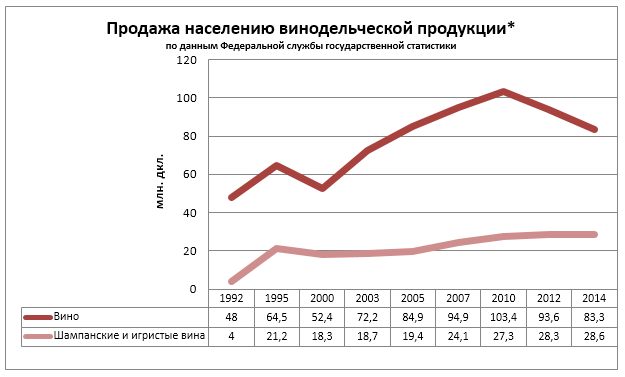 Продажа населению винодельческой продукции*
по данным Федеральной службы государственной статистики
млн. дкл.
120
100
80
60
40
20
0
1992 1995 2000 2003 2005 2007 2010 2012 2014
Вино 48 64,5 52,4 72,2 84,9 94,9 103,4 93,6 83,3
Шампанские и игристые вина 4 21,2 18,3 18,7 19,4 24,1 27,3 28,3 28,6